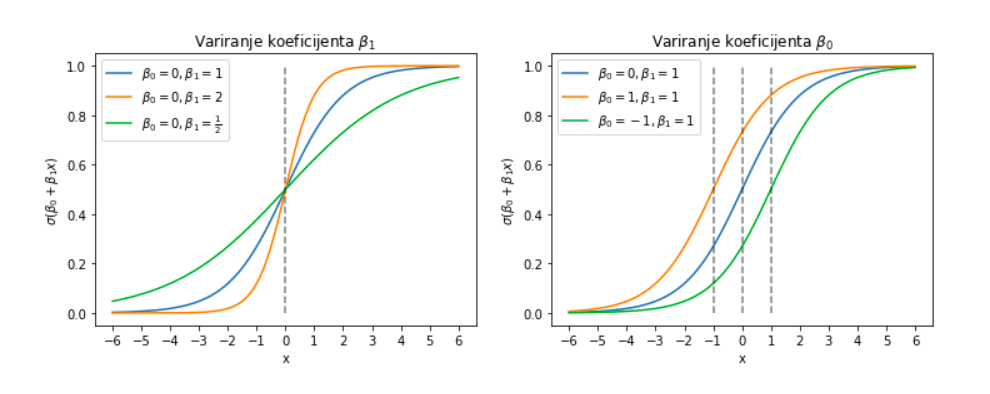 Variranje koeficijenta β₁
σ(β₀ + β₁x)
1.0
0.8
0.6
0.4
0.2
0.0
β₀ = 0, β₁ = 1
β₀ = 0, β₁ = 2
β₀ = 0, β₁ = ½
−6 −5 −4 −3 −2 −1 0 1 2 3 4 5 6
x
Variranje koeficijenta β₀
σ(β₀ + β₁x)
1.0
0.8
0.6
0.4
0.2
0.0
β₀ = 0, β₁ = 1
β₀ = 1, β₁ = 1
β₀ = −1, β₁ = 1
−6 −5 −4 −3 −2 −1 0 1 2 3 4 5 6
x